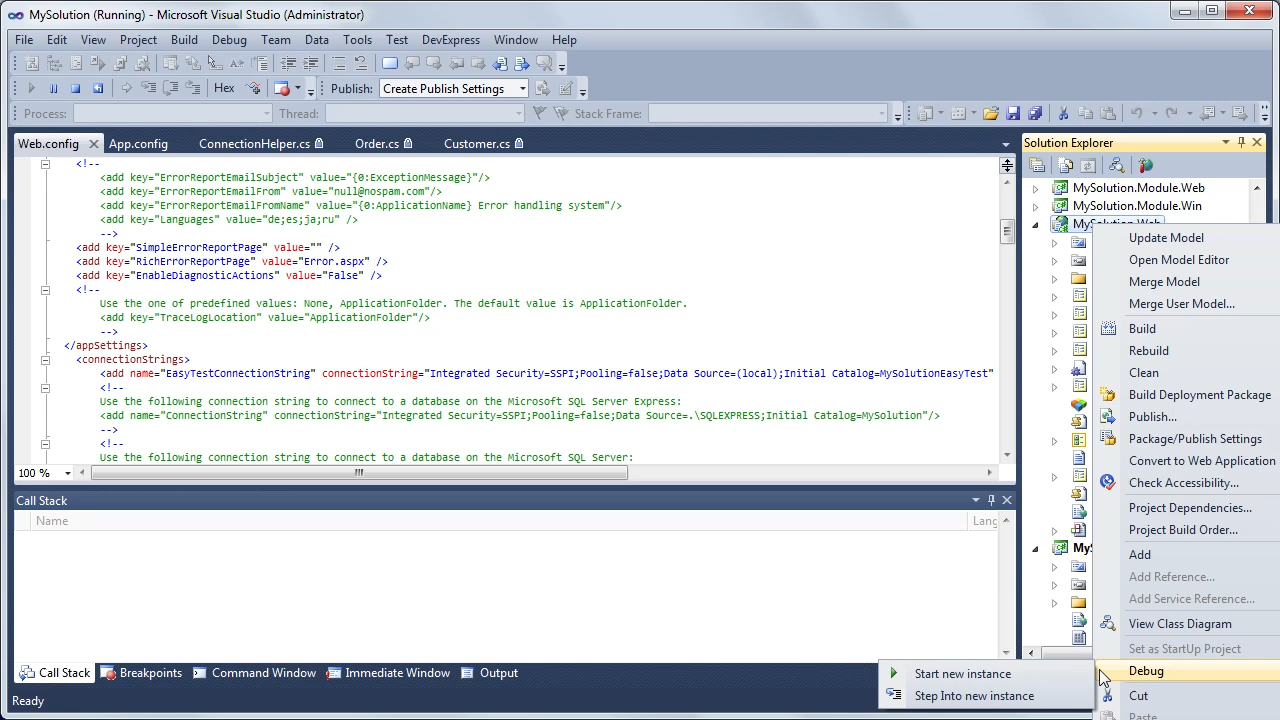 MySolution (Running) - Microsoft Visual Studio (Administrator)
File Edit View Project Build Debug Team Data Tools Test DevExpress Window Help
Hex Publish: Create Publish Settings
Process: Thread: Stack Frame:
Web.config App.config ConnectionHelper.cs Order.cs Customer.cs
<!--
<add key="ErrorReportEmailSubject" value="{0:ExceptionMessage}"/>
<add key="ErrorReportEmailFrom" value="null@nospam.com"/>
<add key="ErrorReportEmailFromName" value="{0:ApplicationName} Error handling system"/>
<add key="Languages" value="de;es;ja;ru" />
-->
<add key="SimpleErrorReportPage" value="" />
<add key="RichErrorReportPage" value="Error.aspx" />
<add key="EnableDiagnosticActions" value="False" />
<!--
Use the one of predefined values: None, ApplicationFolder. The default value is ApplicationFolder.
<add key="TraceLogLocation" value="ApplicationFolder"/>
-->
</appSettings>
<connectionStrings>
<add name="EasyTestConnectionString" connectionString="Integrated Security=SSPI;Pooling=false;Data Source=(local);Initial Catalog=MySolutionEasyTest"
<!--
Use the following connection string to connect to a database on the Microsoft SQL Server Express:
<add name="ConnectionString" connectionString="Integrated Security=SSPI;Pooling=false;Data Source=.\SQLEXPRESS;Initial Catalog=MySolution"/>
-->
<!--
Use the following connection string to connect to a database on the Microsoft SQL Server:
100 %
Call Stack
Name Lang
Call Stack Breakpoints Command Window Immediate Window Output
Ready
Solution Explorer
MySolution.Module.Web
MySolution.Module.Win
MySolution.Web
MyS
Update Model
Open Model Editor
Merge Model
Merge User Model...
Build
Rebuild
Clean
Build Deployment Package
Publish...
Package/Publish Settings
Convert to Web Application
Check Accessibility...
Project Dependencies...
Project Build Order...
Add
Add Reference...
Add Service Reference...
View Class Diagram
Set as StartUp Project
Debug
Cut
Paste
Start new instance
Step Into new instance